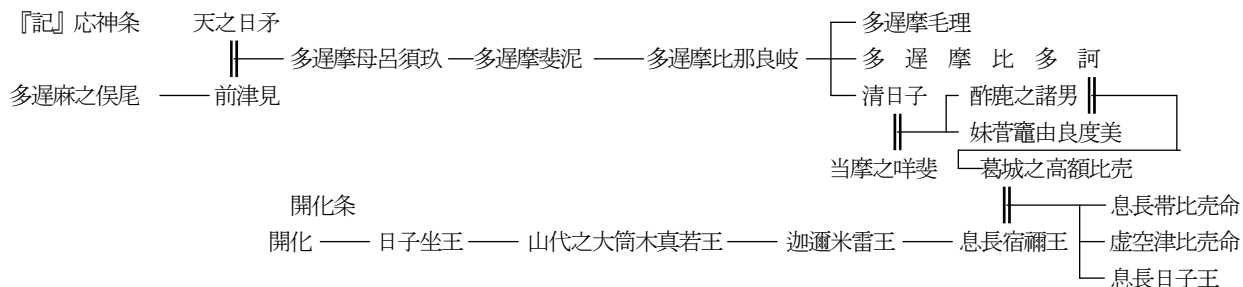 『記』応神条 天之日矛 多遅摩毛理
多遅摩母呂須玖 多遅摩斐泥 多遅摩比那良岐 多遅摩比多訶
多遅麻之俣尾 前津見 清日子 酢鹿之諸男
妹菅竈由良度美
当摩之咩斐 葛城之高額比売
開化条 息長帯比売命
開化 日子坐王 山代之大筒木真若王 迦邇米雷王 息長宿禰王 虚空津比売命
息長日子王